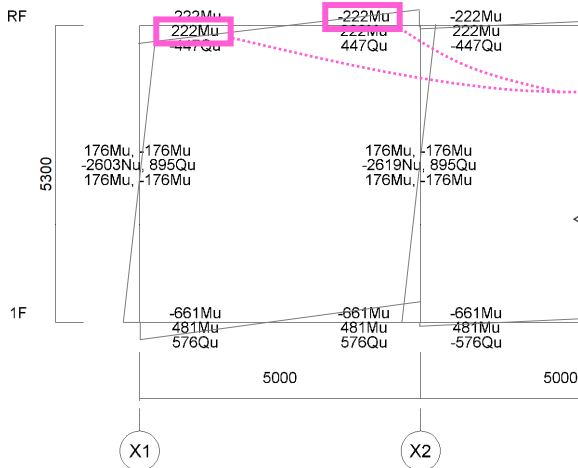 RF
-222Mu -222Mu -222Mu
222Mu 222Mu 222Mu
-447Qu 447Qu -447Qu
176Mu, -176Mu 176Mu, -176Mu
-2603Nu, 895Qu -2619Nu, 895Qu
176Mu, -176Mu 176Mu, -176Mu
5300
1F
-661Mu -661Mu -661Mu
481Mu 481Mu 481Mu
576Qu 576Qu -576Qu
5000 5000
X1 X2